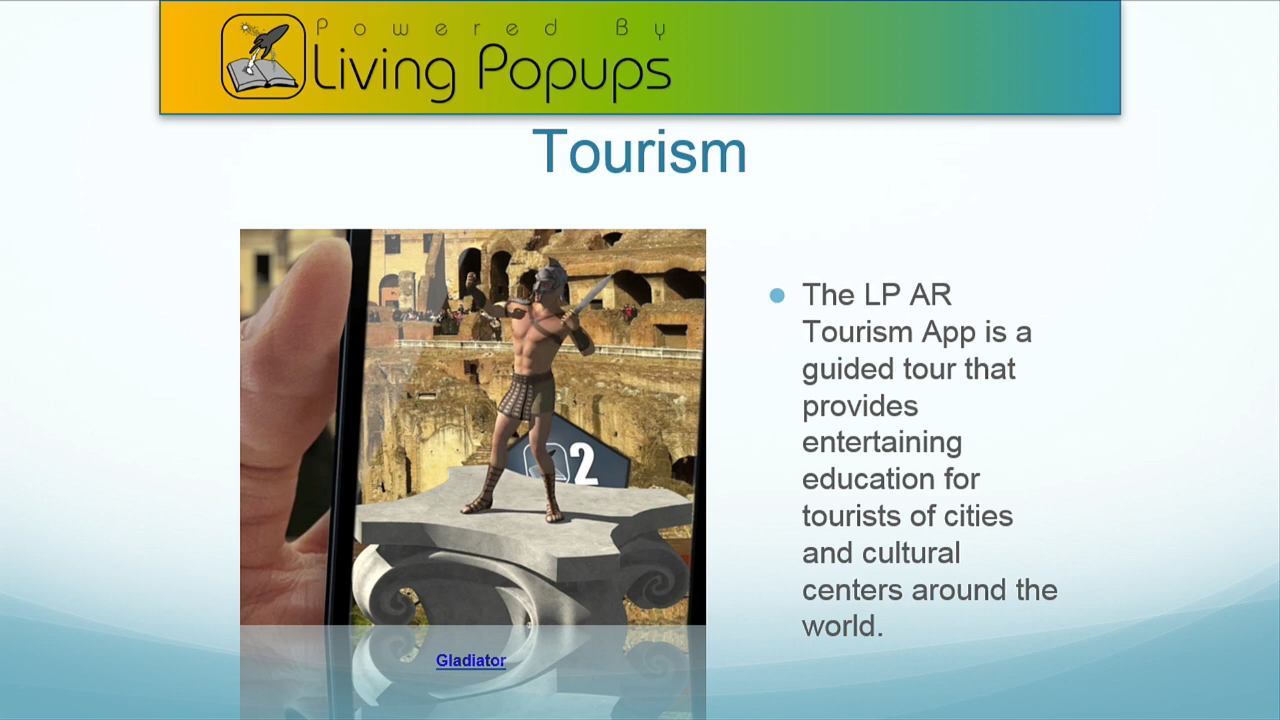 Powered By
Living Popups
Tourism
2
The LP AR
Tourism App is a
guided tour that
provides
entertaining
education for
tourists of cities
and cultural
centers around the
world.
Gladiator